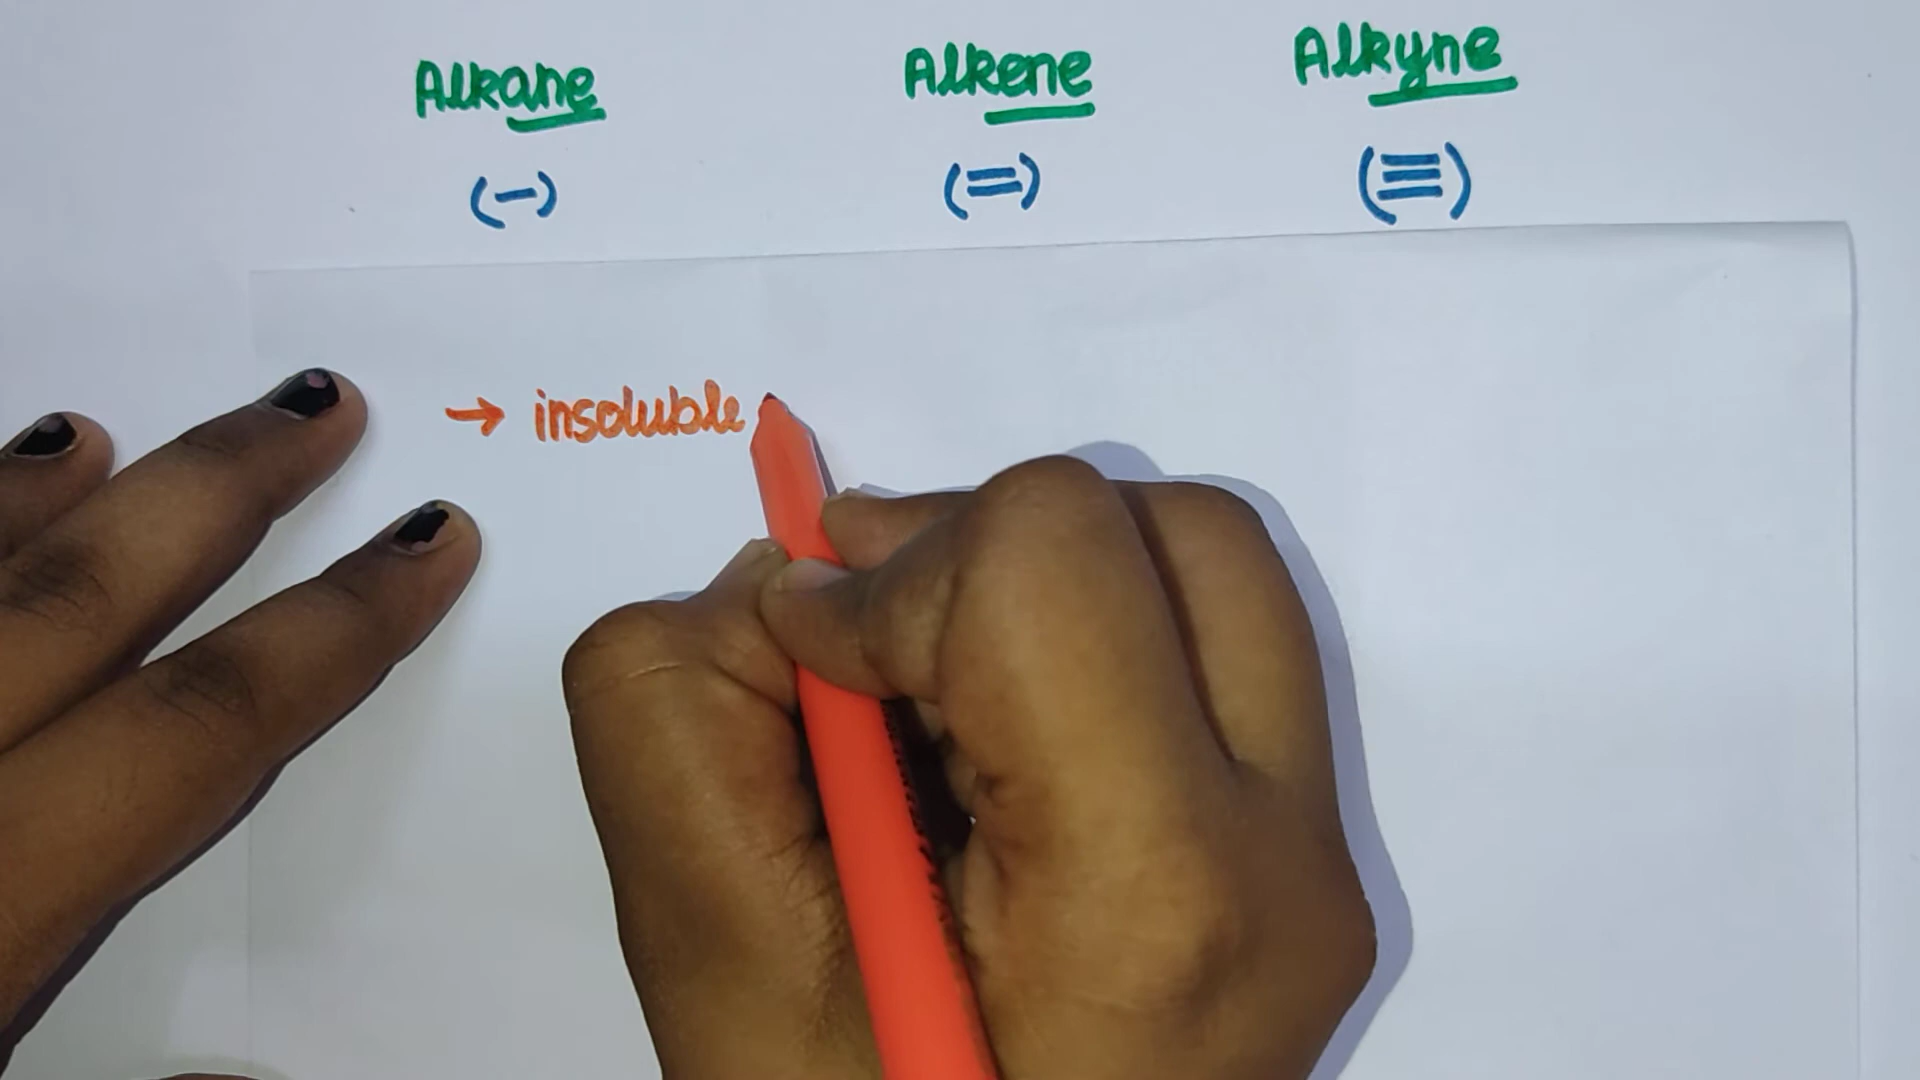 Alkane Alkene Alkyne
(-) (=) (≡)
→ insoluble